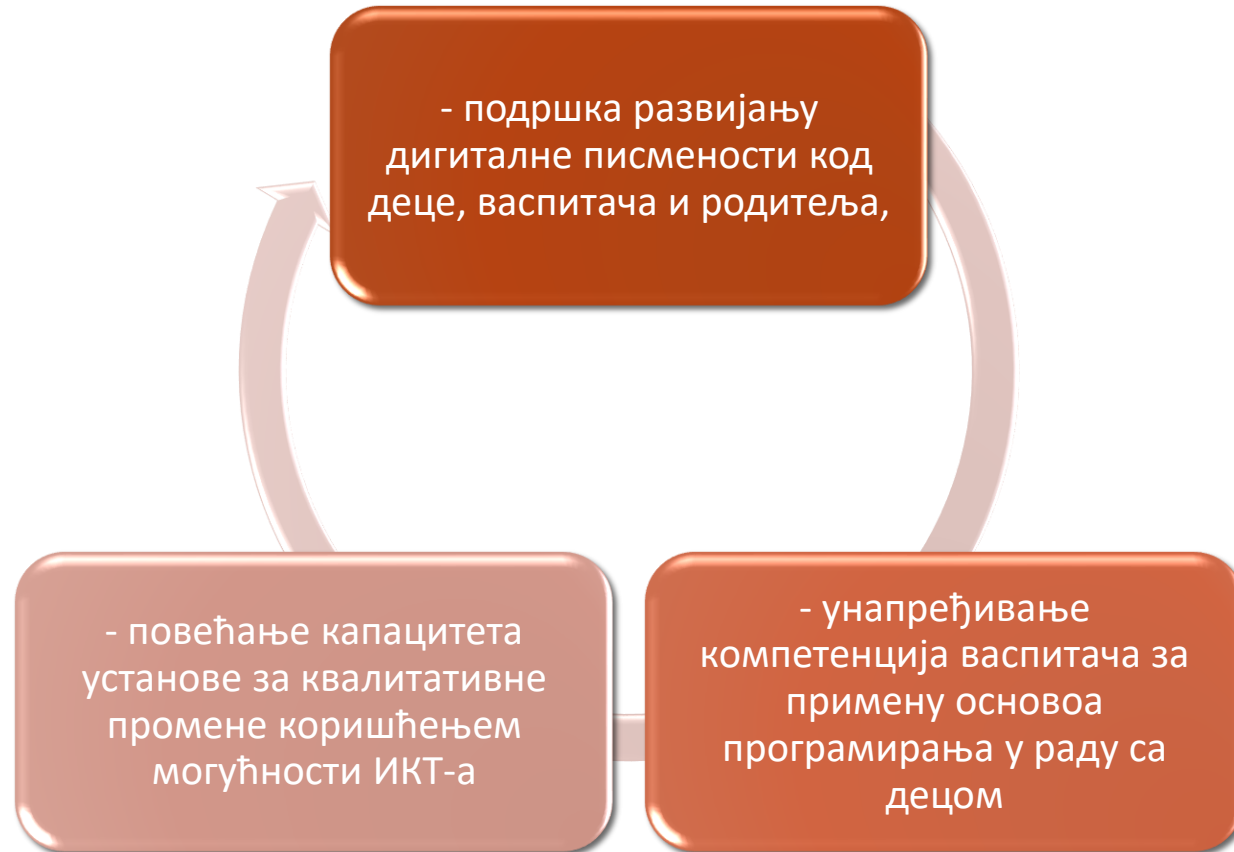 - подршка развијању
дигиталне писмености код
деце, васпитача и родитеља,
- унапређивање
компетенција васпитача за
примену основоа
програмирања у раду са
децом
- повећање капацитета
установе за квалитативне
промене коришћењем
могућности ИКТ-а